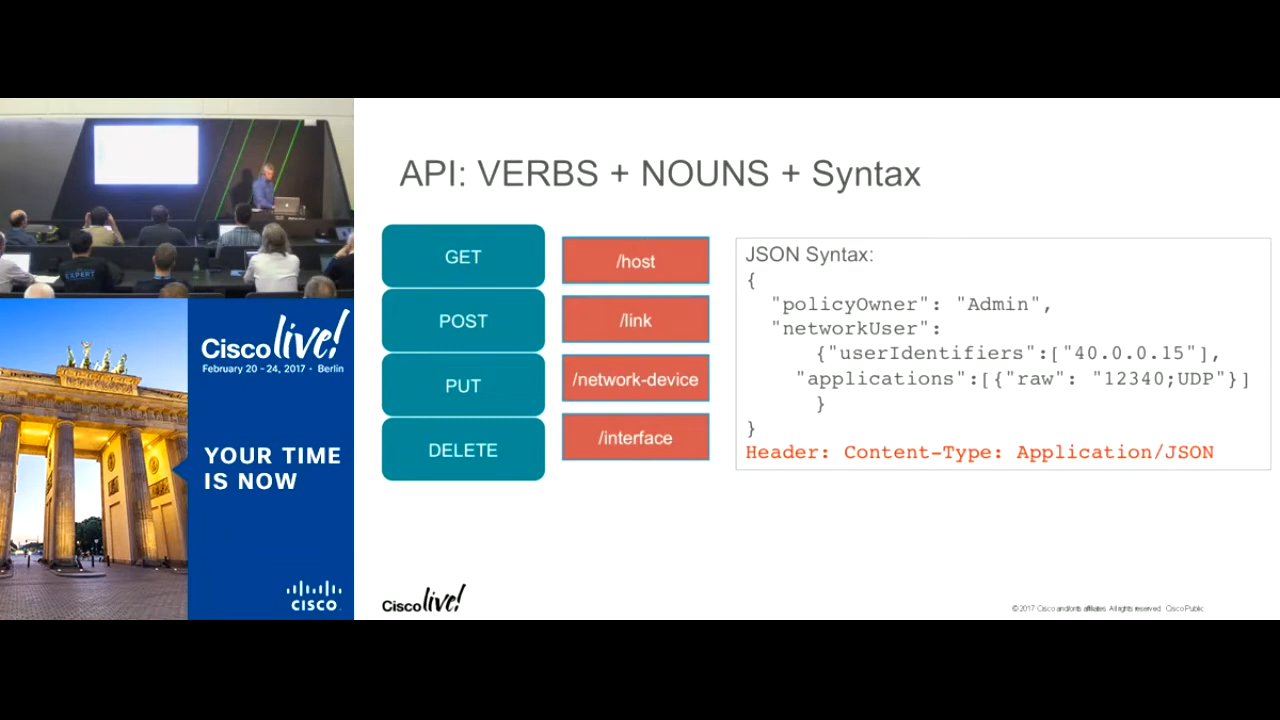 API: VERBS + NOUNS + Syntax
GET
POST
PUT
DELETE
/host
/link
/network-device
/interface
JSON Syntax:
{
"policyOwner": "Admin",
"networkUser":
{"userIdentifiers":["40.0.0.15"],
"applications":[{"raw": "12340;UDP"}]
}
}
Header: Content-Type: Application/JSON
EXPERT
Cisco live!
February 20 - 24, 2017 · Berlin
YOUR TIME
IS NOW
CISCO.
Cisco live!
© 2017 Cisco and/or its affiliates. All rights reserved. Cisco Public